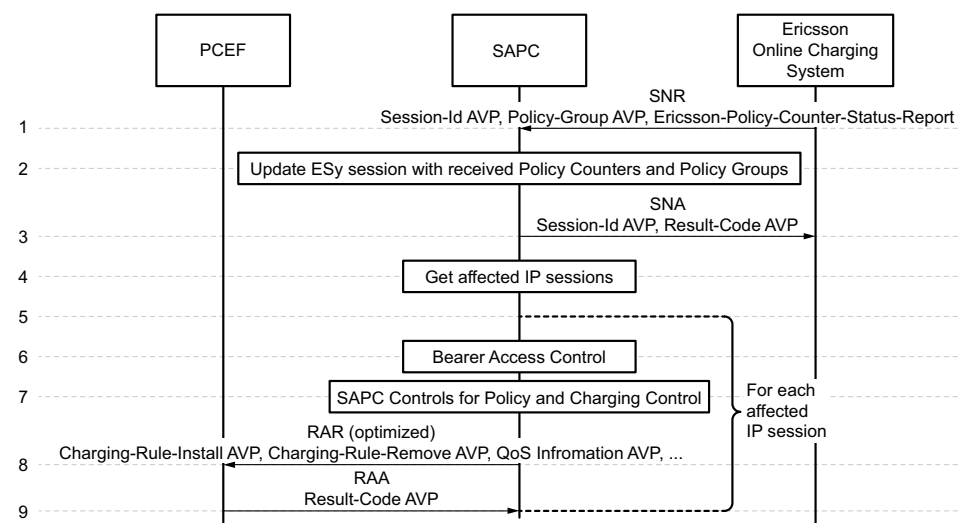 PCEF
SAPC
Ericsson
Online Charging
System
SNR
Session-Id AVP, Policy-Group AVP, Ericsson-Policy-Counter-Status-Report
1
2
Update ESy session with received Policy Counters and Policy Groups
SNA
Session-Id AVP, Result-Code AVP
3
4
Get affected IP sessions
5
6
Bearer Access Control
7
SAPC Controls for Policy and Charging Control
For each
affected
IP session
RAR (optimized)
Charging-Rule-Install AVP, Charging-Rule-Remove AVP, QoS Infromation AVP, ...
8
RAA
Result-Code AVP
9